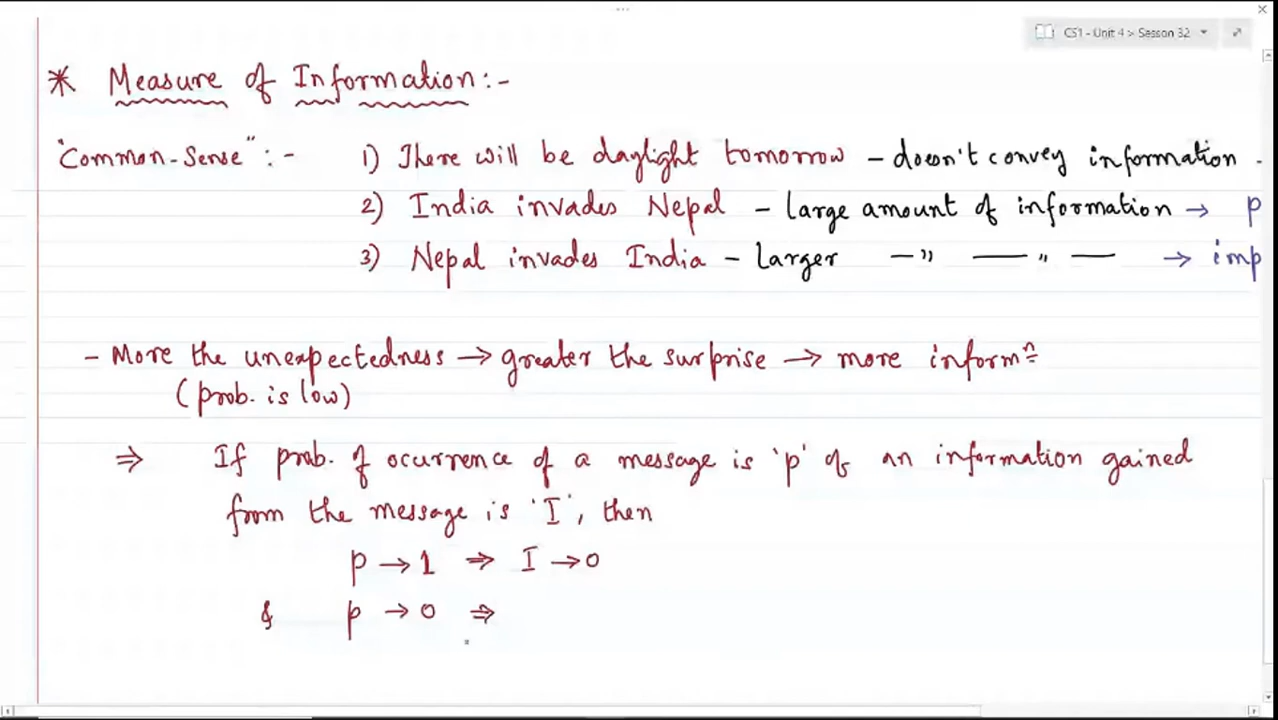 CS1 - Unit 4 > Sesson 32
* Measure of Information:-
"Common-Sense":- 1) There will be daylight tomorrow - doesn't convey information -
2) India invades Nepal - large amount of information → p
3) Nepal invades India - larger —〃 —— 〃 — → imp
- More the unexpectedness → greater the surprise → more informⁿ
(prob. is low)
⇒ If prob. of ocurrence of a message is 'p' & an information gained
from the message is 'I', then
p → 1 ⇒ I → 0
& p → 0 ⇒